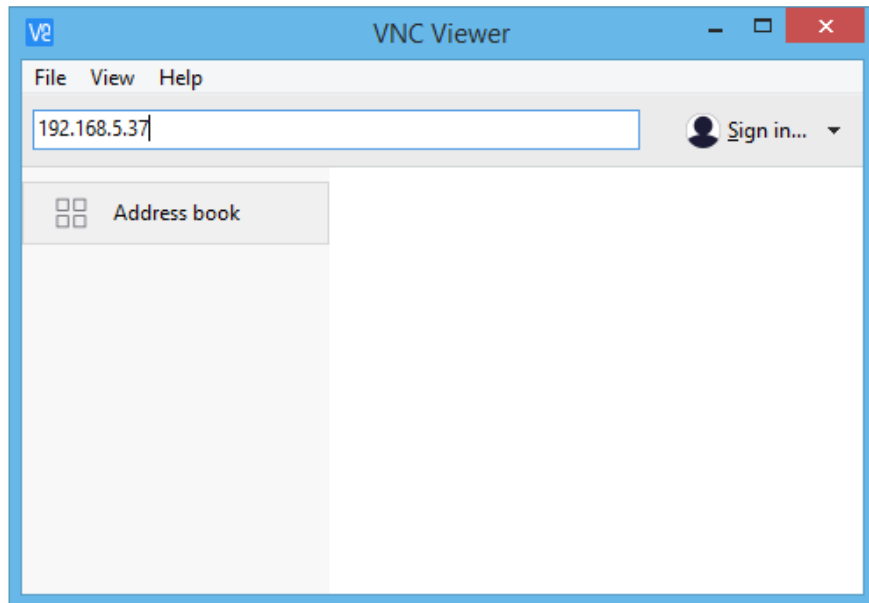 V2 VNC Viewer
File View Help
192.168.5.37
Sign in...
Address book